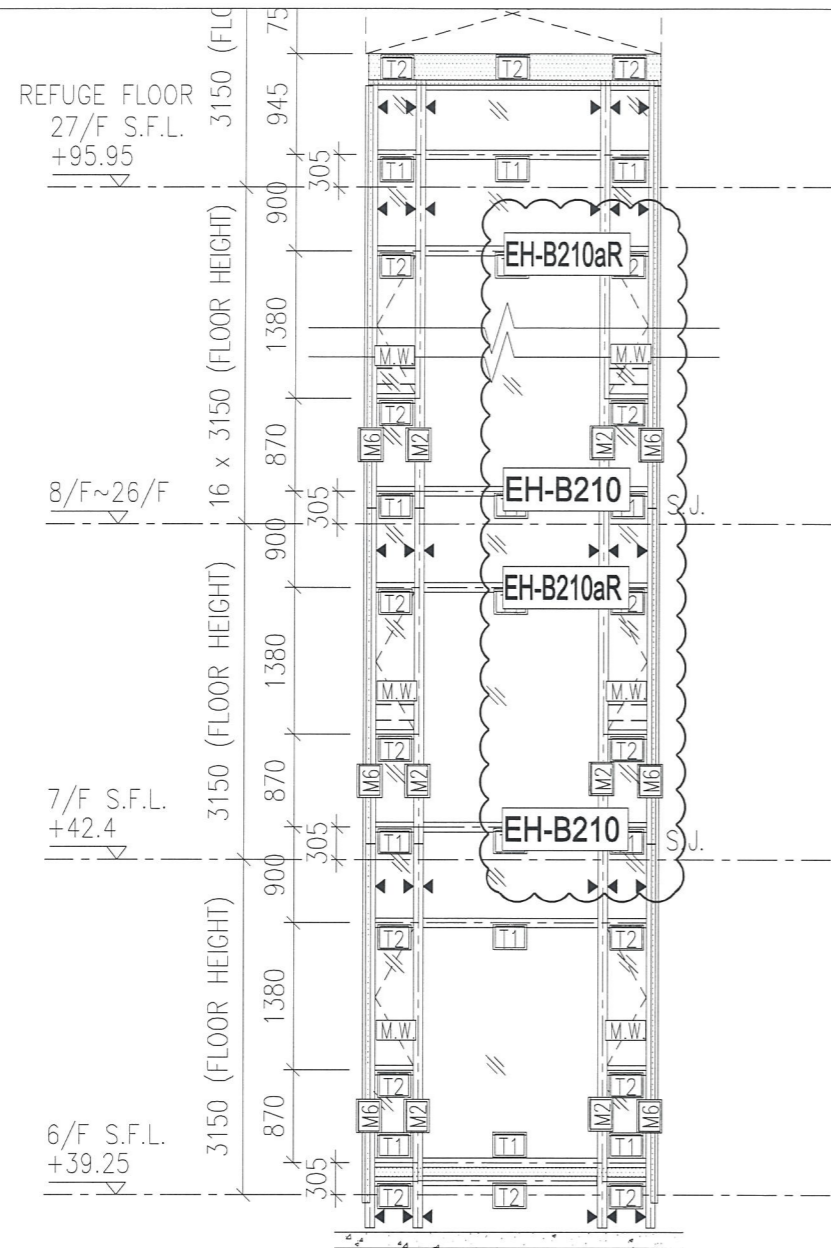 3150 (FLO
75
T2 T2 T2
945
REFUGE FLOOR
27/F S.F.L.
+95.95
305
T1 T1 T1
900
EH-B210aR
T2
16 x 3150 (FLOOR HEIGHT)
1380
M.W. M.W.
T2 T2
870
M6 M2 M2 M6
8/F~26/F
305
EH-B210
T1 S.J.
900
EH-B210aR
T2
3150 (FLOOR HEIGHT)
1380
M.W. M.W.
T2 T2
870
M6 M2 M2 M6
7/F S.F.L.
+42.4
305
EH-B210
T1 S.J.
900
T2 T1 T2
3150 (FLOOR HEIGHT)
1380
M.W. M.W.
T2 T2
870
M6 M2 M2 M6
T1 T1 T1
6/F S.F.L.
+39.25
305
T2 T2 T2